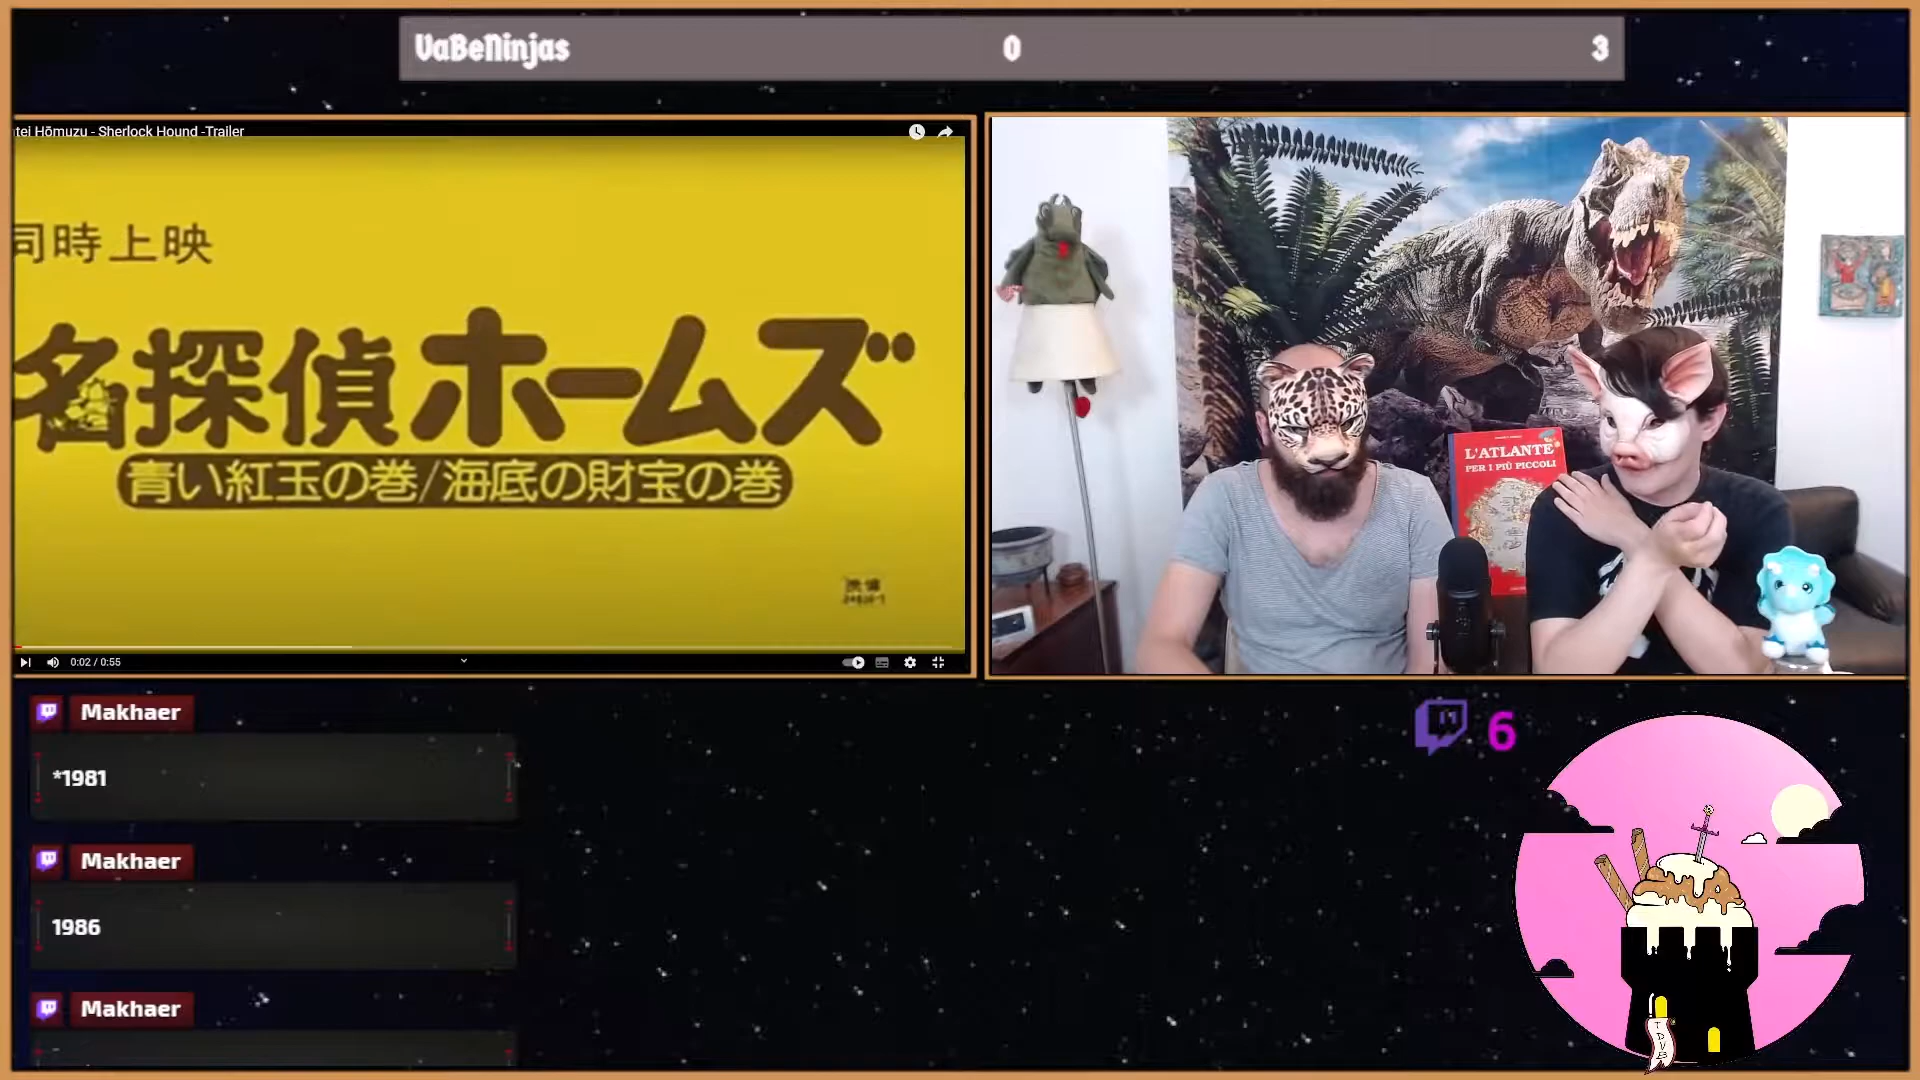 VaBeNinjas 0 3
tei Hōmuzu - Sherlock Hound -Trailer
同時上映
名探偵ホームズ
青い紅玉の巻/海底の財宝の巻
0:02 / 0:55
L'ATLANTE
PER I PIÙ PICCOLI
Makhaer
*1981
Makhaer
1986
Makhaer
6
TDVB